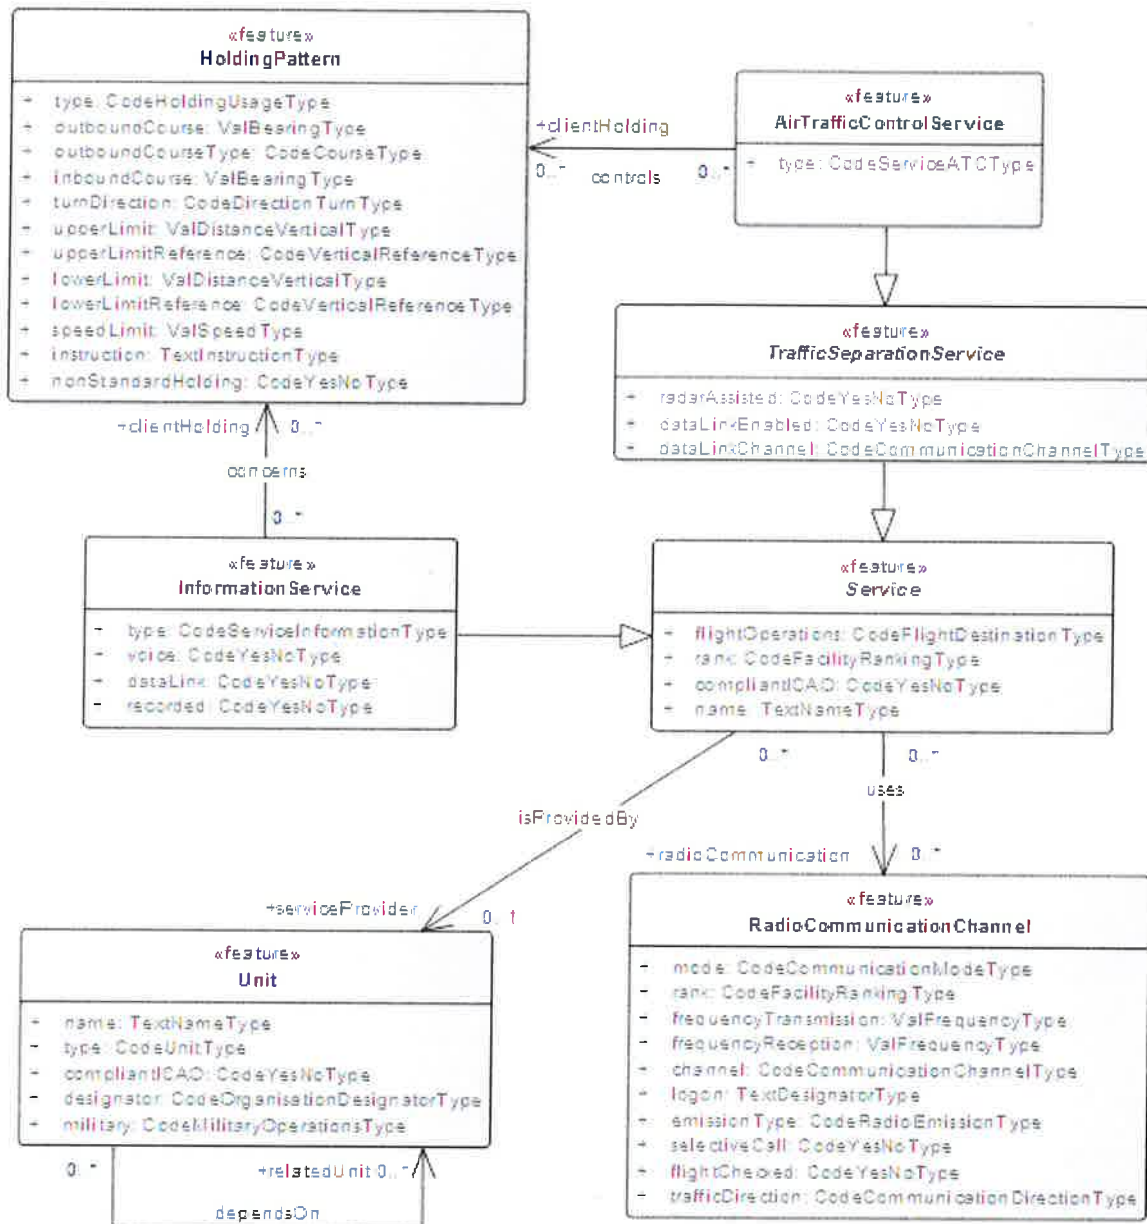 «feature»
HoldingPattern
+ type: CodeHoldingUsageType
+ outboundCourse: ValBearingType
+ outboundCourseType: CodeCourseType
+ inboundCourse: ValBearingType
+ turnDirection: CodeDirectionTurnType
+ upperLimit: ValDistanceVerticalType
+ upperLimitReference: CodeVerticalReferenceType
+ lowerLimit: ValDistanceVerticalType
+ lowerLimitReference: CodeVerticalReferenceType
+ speedLimit: ValSpeedType
+ instruction: TextInstructionType
+ nonStandardHolding: CodeYesNoType
+clientHolding
0..*
controls
0..*
«feature»
AirTrafficControlService
+ type: CodeServiceATCType
«feature»
TrafficSeparationService
+ radarAssisted: CodeYesNoType
+ dataLinkEnabled: CodeYesNoType
+ dataLinkChannel: CodeCommunicationChannelType
+clientHolding 0..*
concerns
0..*
«feature»
InformationService
+ type: CodeServiceInformationType
+ voice: CodeYesNoType
+ dataLink: CodeYesNoType
+ recorded: CodeYesNoType
«feature»
Service
+ flightOperations: CodeFlightDestinationType
+ rank: CodeFacilityRankingType
+ compliantICAO: CodeYesNoType
+ name: TextNameType
0..*
0..*
uses
isProvidedBy
+radioCommunication
0..*
+serviceProvider
0..1
«feature»
Unit
+ name: TextNameType
+ type: CodeUnitType
+ compliantICAO: CodeYesNoType
+ designator: CodeOrganisationDesignatorType
+ military: CodeMilitaryOperationsType
0..*
+relatedUnit 0..*
dependsOn
«feature»
RadioCommunicationChannel
+ mode: CodeCommunicationModeType
+ rank: CodeFacilityRankingType
+ frequencyTransmission: ValFrequencyType
+ frequencyReception: ValFrequencyType
+ channel: CodeCommunicationChannelType
+ logon: TextDesignatorType
+ emissionType: CodeRadioEmissionType
+ selectiveCall: CodeYesNoType
+ flightChecked: CodeYesNoType
+ trafficDirection: CodeCommunicationDirectionType